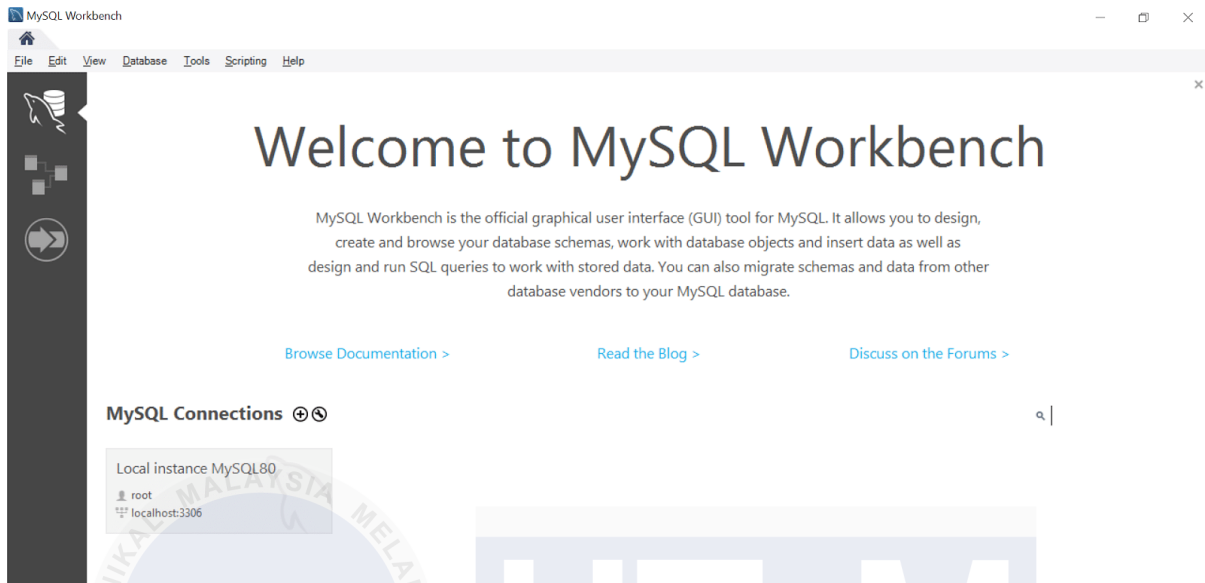 MySQL Workbench
File Edit View Database Tools Scripting Help
Welcome to MySQL Workbench
MySQL Workbench is the official graphical user interface (GUI) tool for MySQL. It allows you to design,
create and browse your database schemas, work with database objects and insert data as well as
design and run SQL queries to work with stored data. You can also migrate schemas and data from other
database vendors to your MySQL database.
Browse Documentation > Read the Blog > Discuss on the Forums >
MySQL Connections
Local instance MySQL80
root
localhost:3306
MALAYSIA